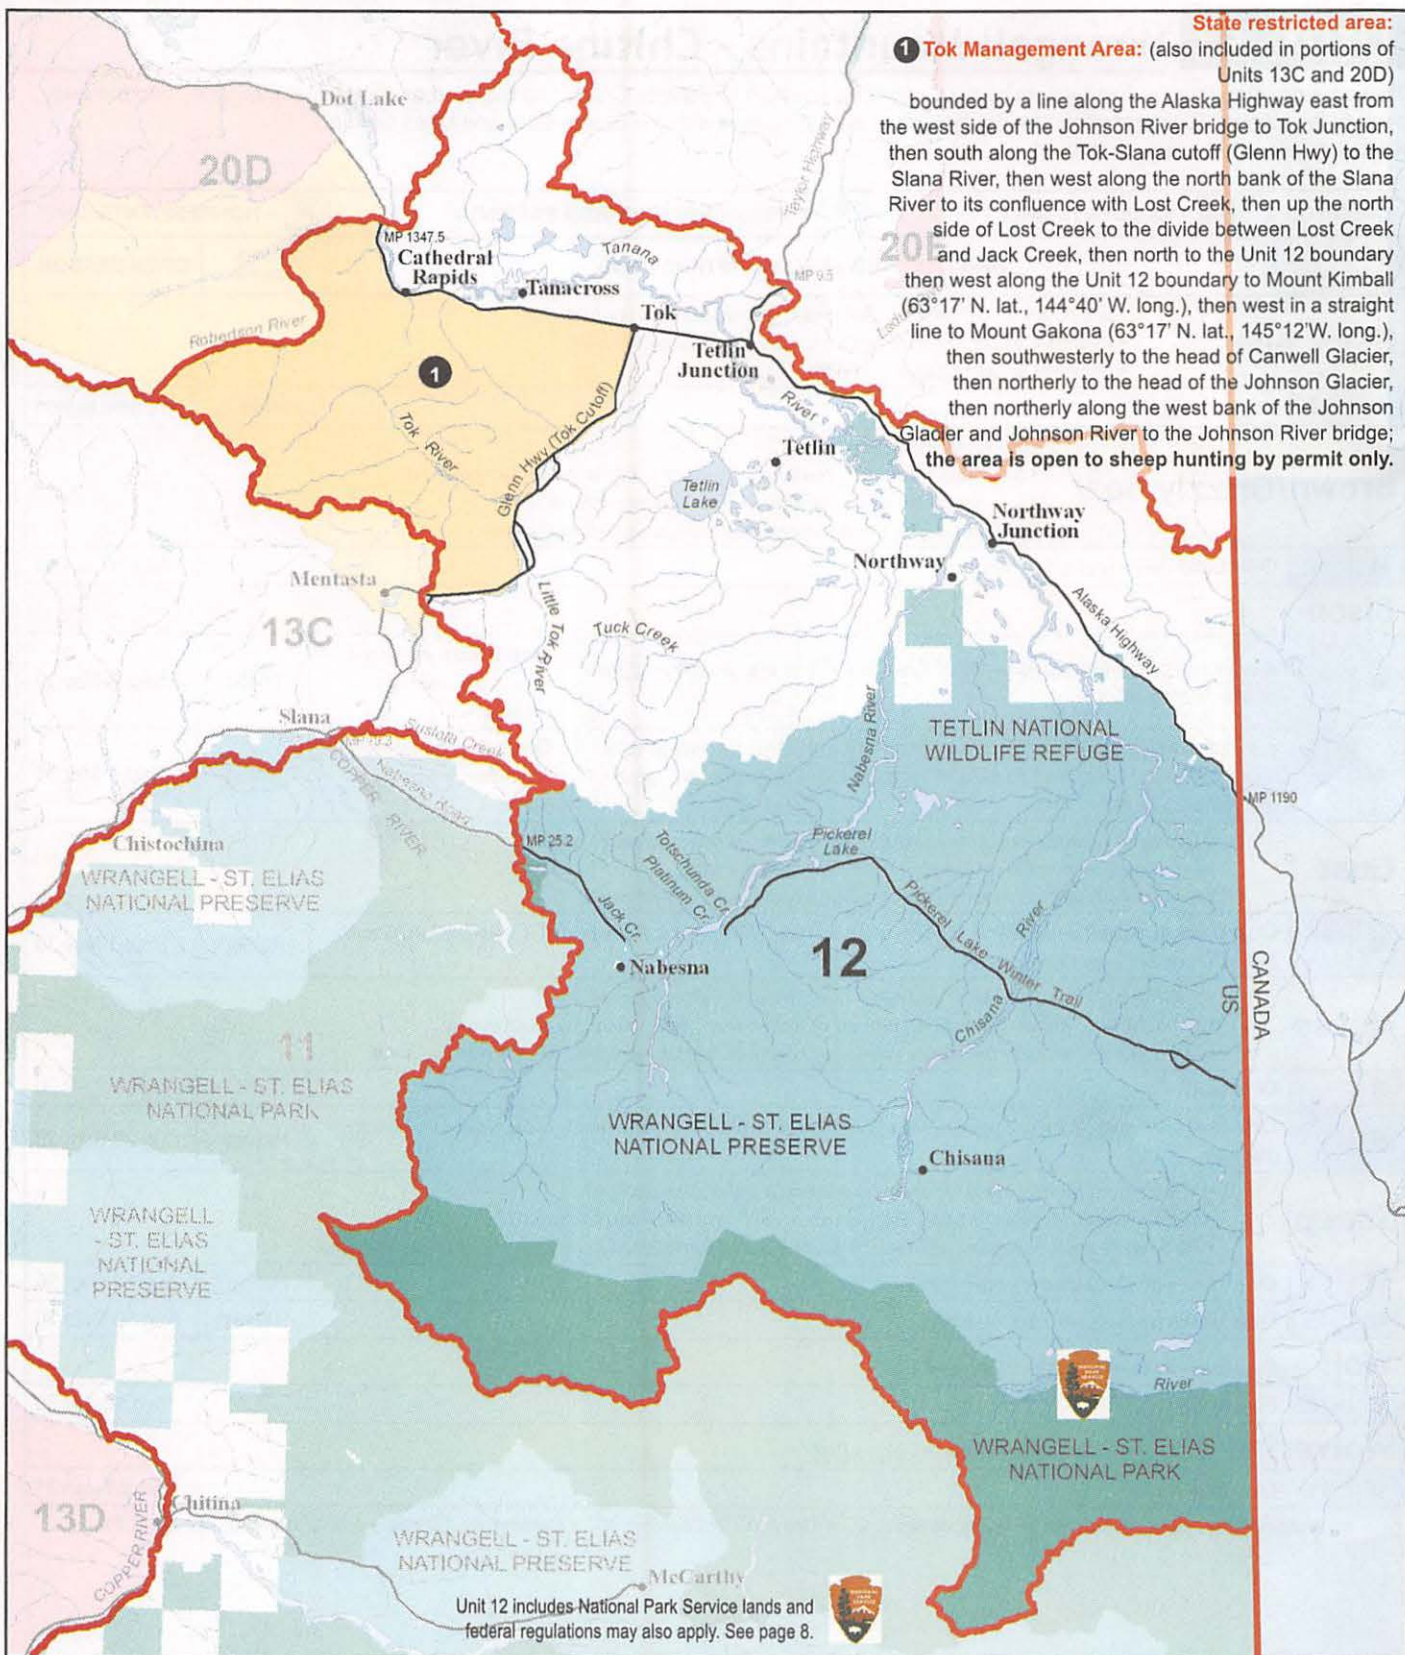 State restricted area:
1 Tok Management Area: (also included in portions of
Units 13C and 20D)
bounded by a line along the Alaska Highway east from
the west side of the Johnson River bridge to Tok Junction,
then south along the Tok-Slana cutoff (Glenn Hwy) to the
Slana River, then west along the north bank of the Slana
River to its confluence with Lost Creek, then up the north
side of Lost Creek to the divide between Lost Creek
and Jack Creek, then north to the Unit 12 boundary
then west along the Unit 12 boundary to Mount Kimball
(63°17' N. lat., 144°40' W. long.), then west in a straight
line to Mount Gakona (63°17' N. lat., 145°12'W. long.),
then southwesterly to the head of Canwell Glacier,
then northerly to the head of the Johnson Glacier,
then northerly along the west bank of the Johnson
Glacier and Johnson River to the Johnson River bridge;
the area is open to sheep hunting by permit only.
Dot Lake
20D
Taylor Highway
20E
MP 1347.5
Cathedral
Rapids
Tanana
Tanacross
MP 9.5
Tok
Robertson River
Tetlin
Junction
1
River
Tok River
Glenn Hwy (Tok Cutoff)
Tetlin
Tetlin
Lake
Northway
Junction
Northway
Mentasta
13C
Little Tok River
Tuck Creek
Alaska Highway
Nabesna River
Slana
Suslota Creek
Nabesna Road
COPPER RIVER
TETLIN NATIONAL
WILDLIFE REFUGE
MP 1190
Chistochina
MP 25.2
WRANGELL - ST. ELIAS
NATIONAL PRESERVE
Totschunda Cr.
Platinum Cr.
Pickerel
Lake
Jack Cr.
Pickerel Lake Winter Trail
River
Nabesna
12
Chisana
US
CANADA
11
WRANGELL - ST. ELIAS
NATIONAL PARK
WRANGELL - ST. ELIAS
NATIONAL PRESERVE
Chisana
WRANGELL
- ST. ELIAS
NATIONAL
PRESERVE
River
WRANGELL - ST. ELIAS
NATIONAL PARK
13D
COPPER RIVER
Chitina
WRANGELL - ST. ELIAS
NATIONAL PRESERVE
McCarthy
Unit 12 includes National Park Service lands and
federal regulations may also apply. See page 8.